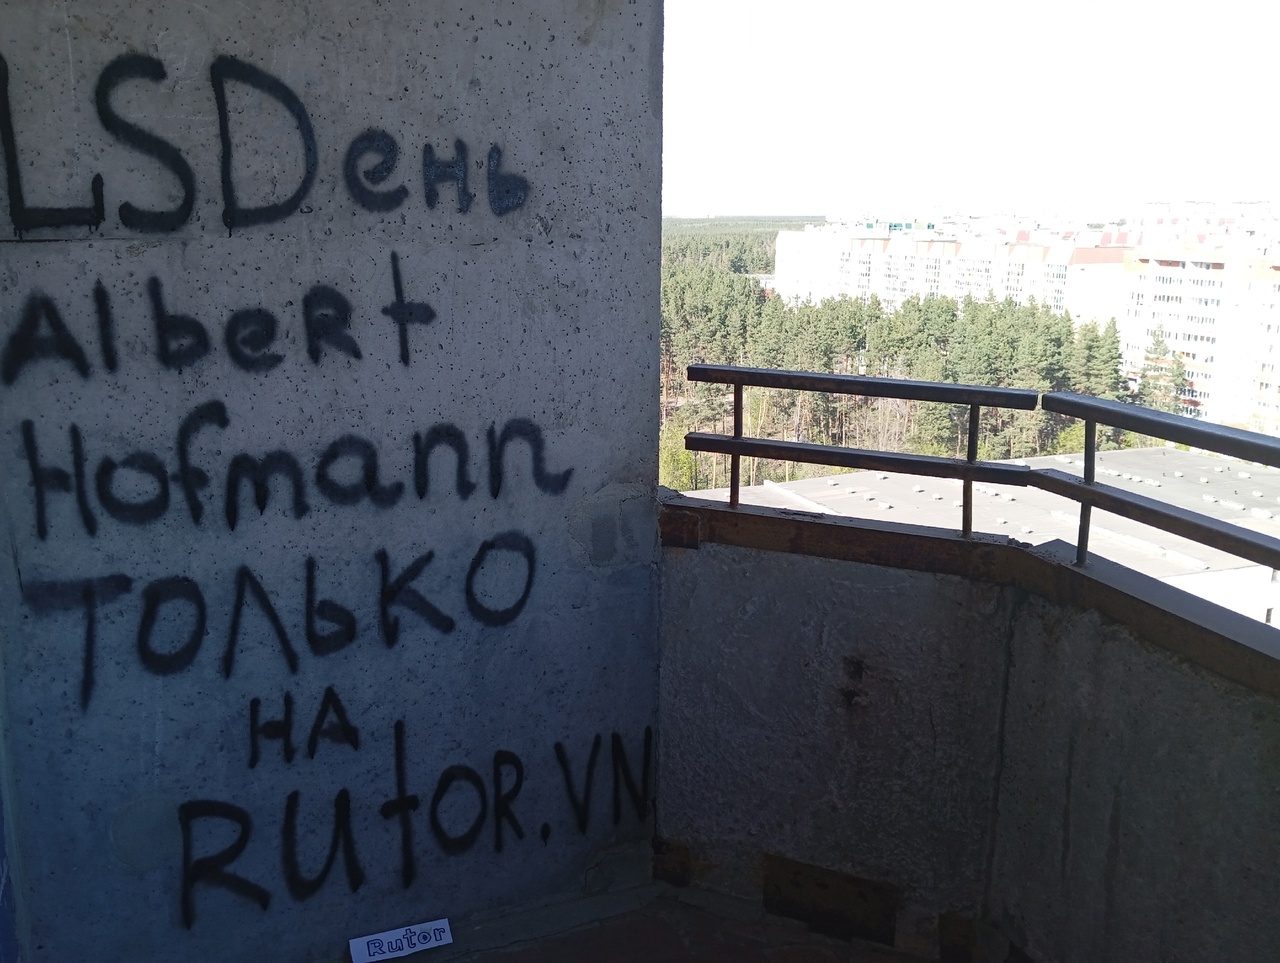 LSDень
Albert
Hofmann
ТОЛЬКО
НА
RUtOR.VN
Rutor